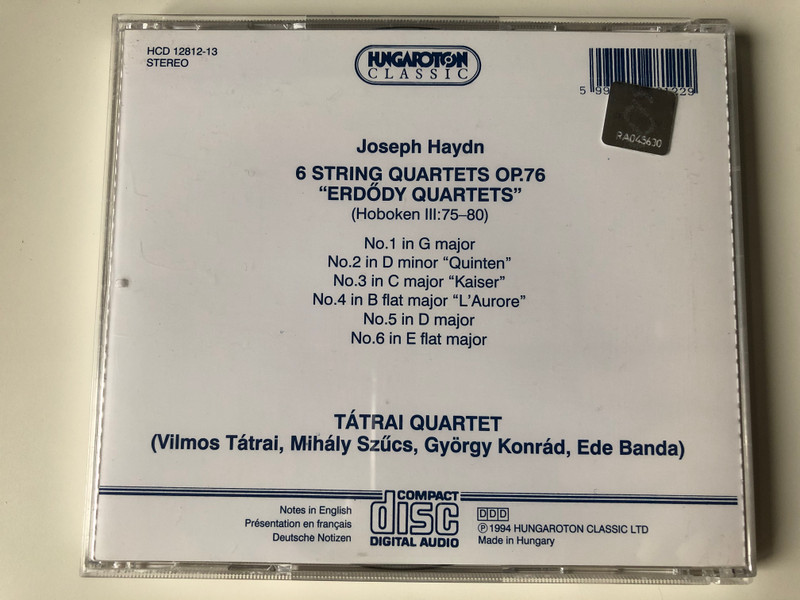 HCD 12812-13
STEREO
HUNGAROTON
CLASSIC
RA045630
Joseph Haydn
6 STRING QUARTETS OP.76
“ERDŐDY QUARTETS”
(Hoboken III:75–80)
No.1 in G major
No.2 in D minor “Quinten”
No.3 in C major “Kaiser”
No.4 in B flat major “L’Aurore”
No.5 in D major
No.6 in E flat major
TÁTRAI QUARTET
(Vilmos Tátrai, Mihály Szűcs, György Konrád, Ede Banda)
Notes in English
Présentation en français
Deutsche Notizen
COMPACT
disc
DIGITAL AUDIO
DDD
℗ 1994 HUNGAROTON CLASSIC LTD
Made in Hungary